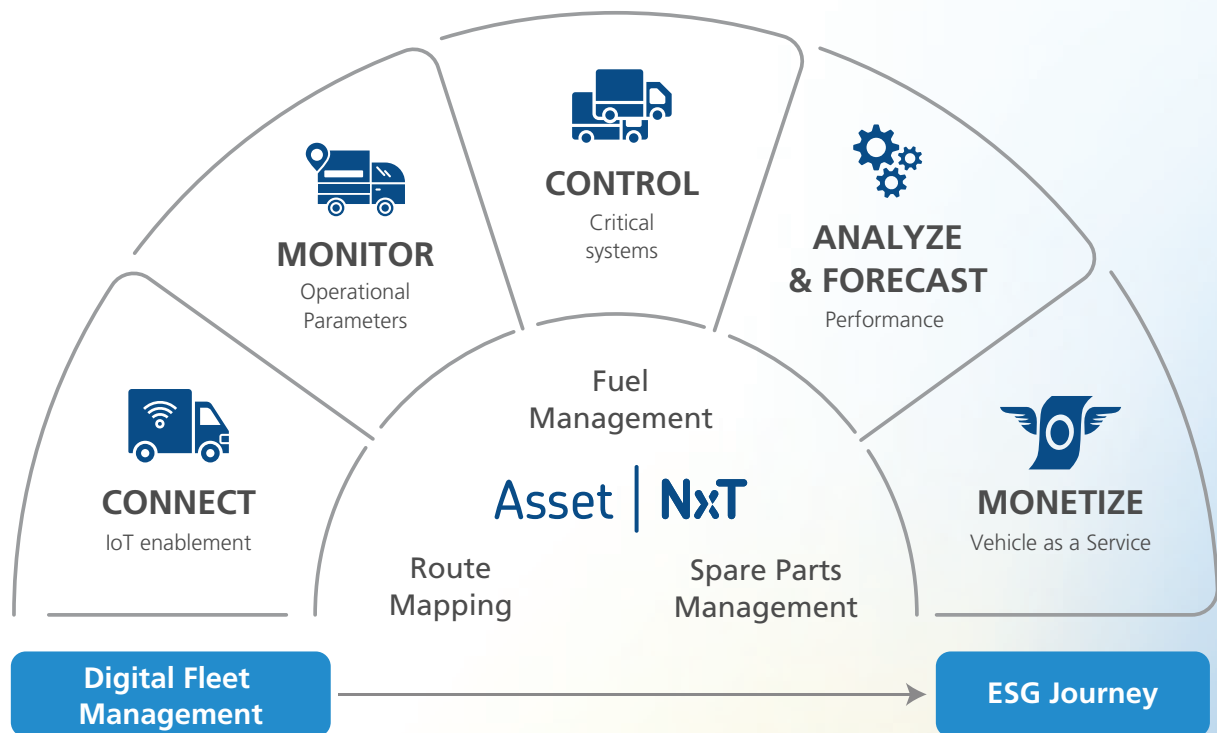 CONNECT
IoT enablement
MONITOR
Operational
Parameters
CONTROL
Critical
systems
ANALYZE
& FORECAST
Performance
MONETIZE
Vehicle as a Service
Fuel
Management
Asset | NxT
Route
Mapping
Spare Parts
Management
Digital Fleet
Management
ESG Journey